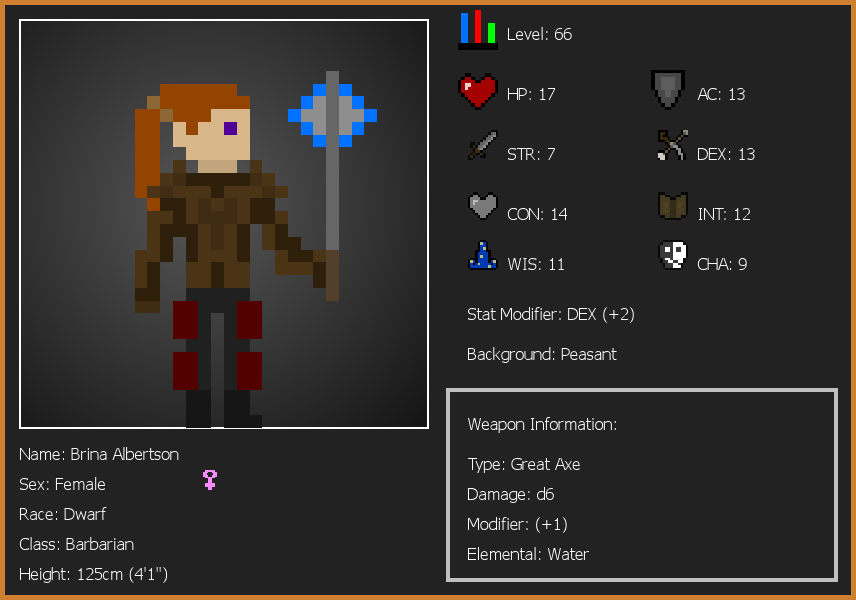 Level: 66
HP: 17
AC: 13
STR: 7
DEX: 13
CON: 14
INT: 12
WIS: 11
CHA: 9
Stat Modifier: DEX (+2)
Background: Peasant
Weapon Information:
Type: Great Axe
Damage: d6
Modifier: (+1)
Elemental: Water
Name: Brina Albertson
Sex: Female
Race: Dwarf
Class: Barbarian
Height: 125cm (4'1")